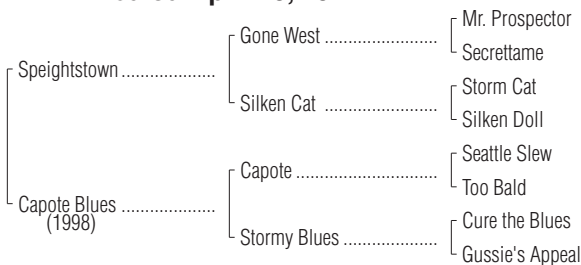 Mr. Prospector
Gone West
Secrettame
Speightstown
Storm Cat
Silken Cat
Silken Doll
Seattle Slew
Capote
Too Bald
Capote Blues
(1998)
Cure the Blues
Stormy Blues
Gussie's Appeal